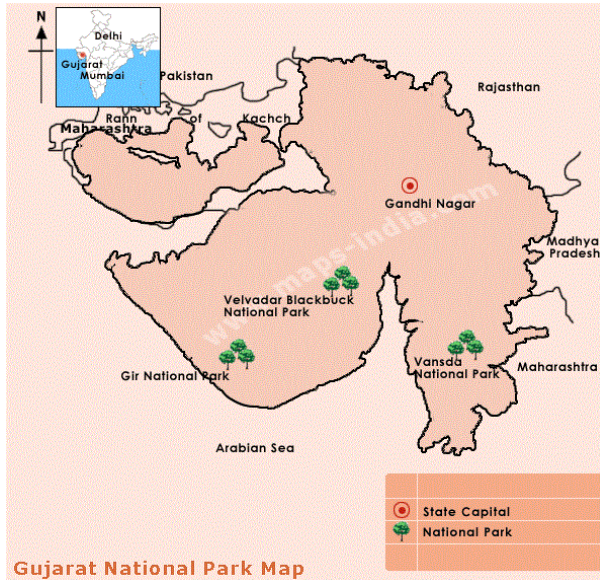 N
Delhi
Gujarat
Mumbai
Pakistan
Rajasthan
Rann of Kachch
Maharashtra
Gandhi Nagar
Madhya
Pradesh
www.maps-india.com
Velvadar Blackbuck
National Park
Vansda
National Park
Maharashtra
Gir National Park
Arabian Sea
State Capital
National Park
Gujarat National Park Map